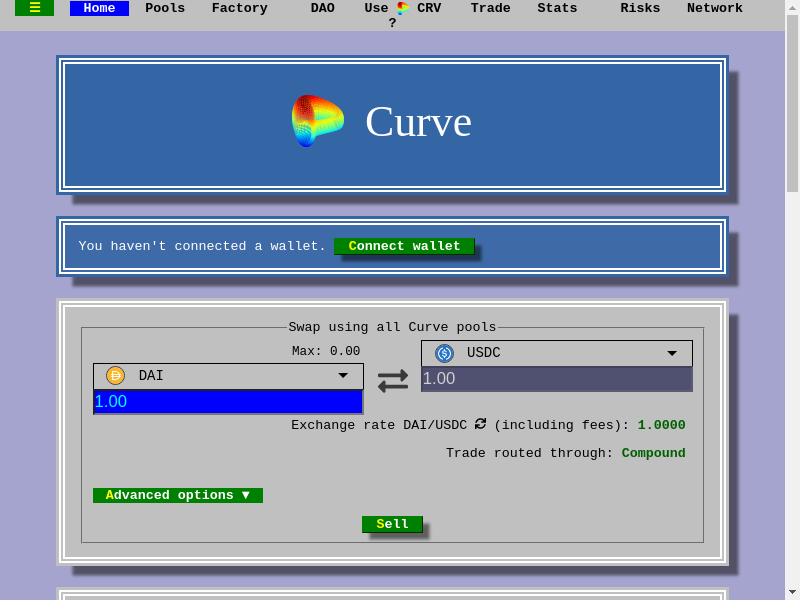 ☰ Home Pools Factory DAO Use CRV ? Trade Stats Risks Network
Curve
You haven't connected a wallet. Connect wallet
Swap using all Curve pools
Max: 0.00
DAI
1.00
USDC
1.00
Exchange rate DAI/USDC (including fees): 1.0000
Trade routed through: Compound
Advanced options ▼
Sell